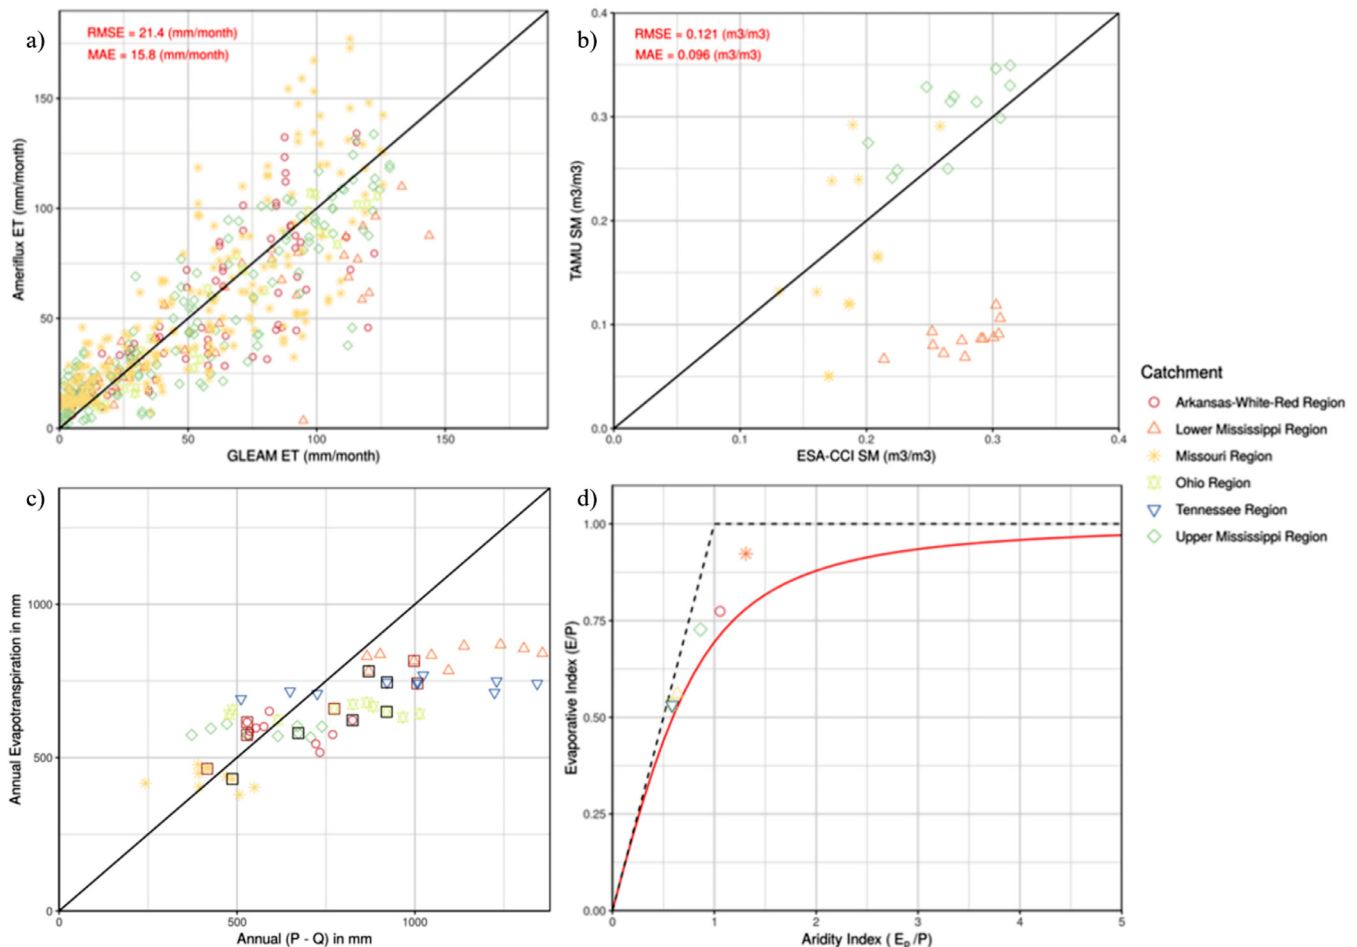 a)
RMSE = 21.4 (mm/month)
MAE = 15.8 (mm/month)
150
100
50
0
0
50
100
150
Ameriflux ET (mm/month)
GLEAM ET (mm/month)
b)
RMSE = 0.121 (m3/m3)
MAE = 0.096 (m3/m3)
0.4
0.3
0.2
0.1
0.0
0.0
0.1
0.2
0.3
0.4
TAMU SM (m3/m3)
ESA-CCI SM (m3/m3)
Catchment
Arkansas-White-Red Region
Lower Mississippi Region
Missouri Region
Ohio Region
Tennessee Region
Upper Mississippi Region
c)
1000
500
0
0
500
1000
Annual Evapotranspiration in mm
Annual (P - Q) in mm
d)
1.00
0.75
0.50
0.25
0.00
0
1
2
3
4
5
Evaporative Index (E/P)
Aridity Index ( Ep /P)